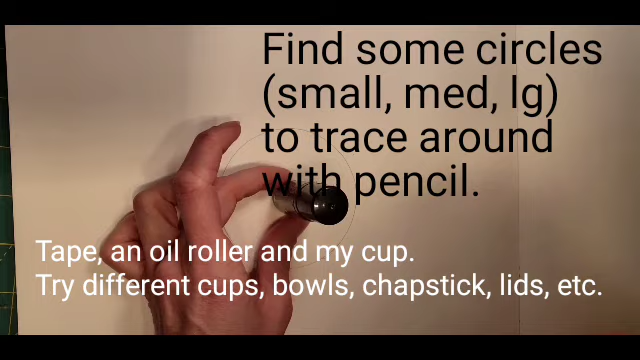 Find some circles
(small, med, lg)
to trace around
with pencil.
Tape, an oil roller and my cup.
Try different cups, bowls, chapstick, lids, etc.